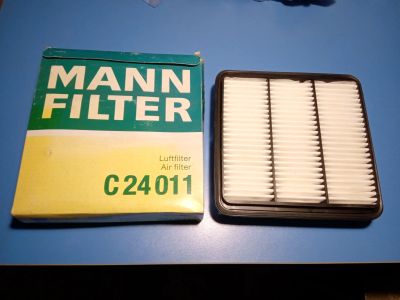 MANN
FILTER
Luftfilter
Air filter
C 24 011